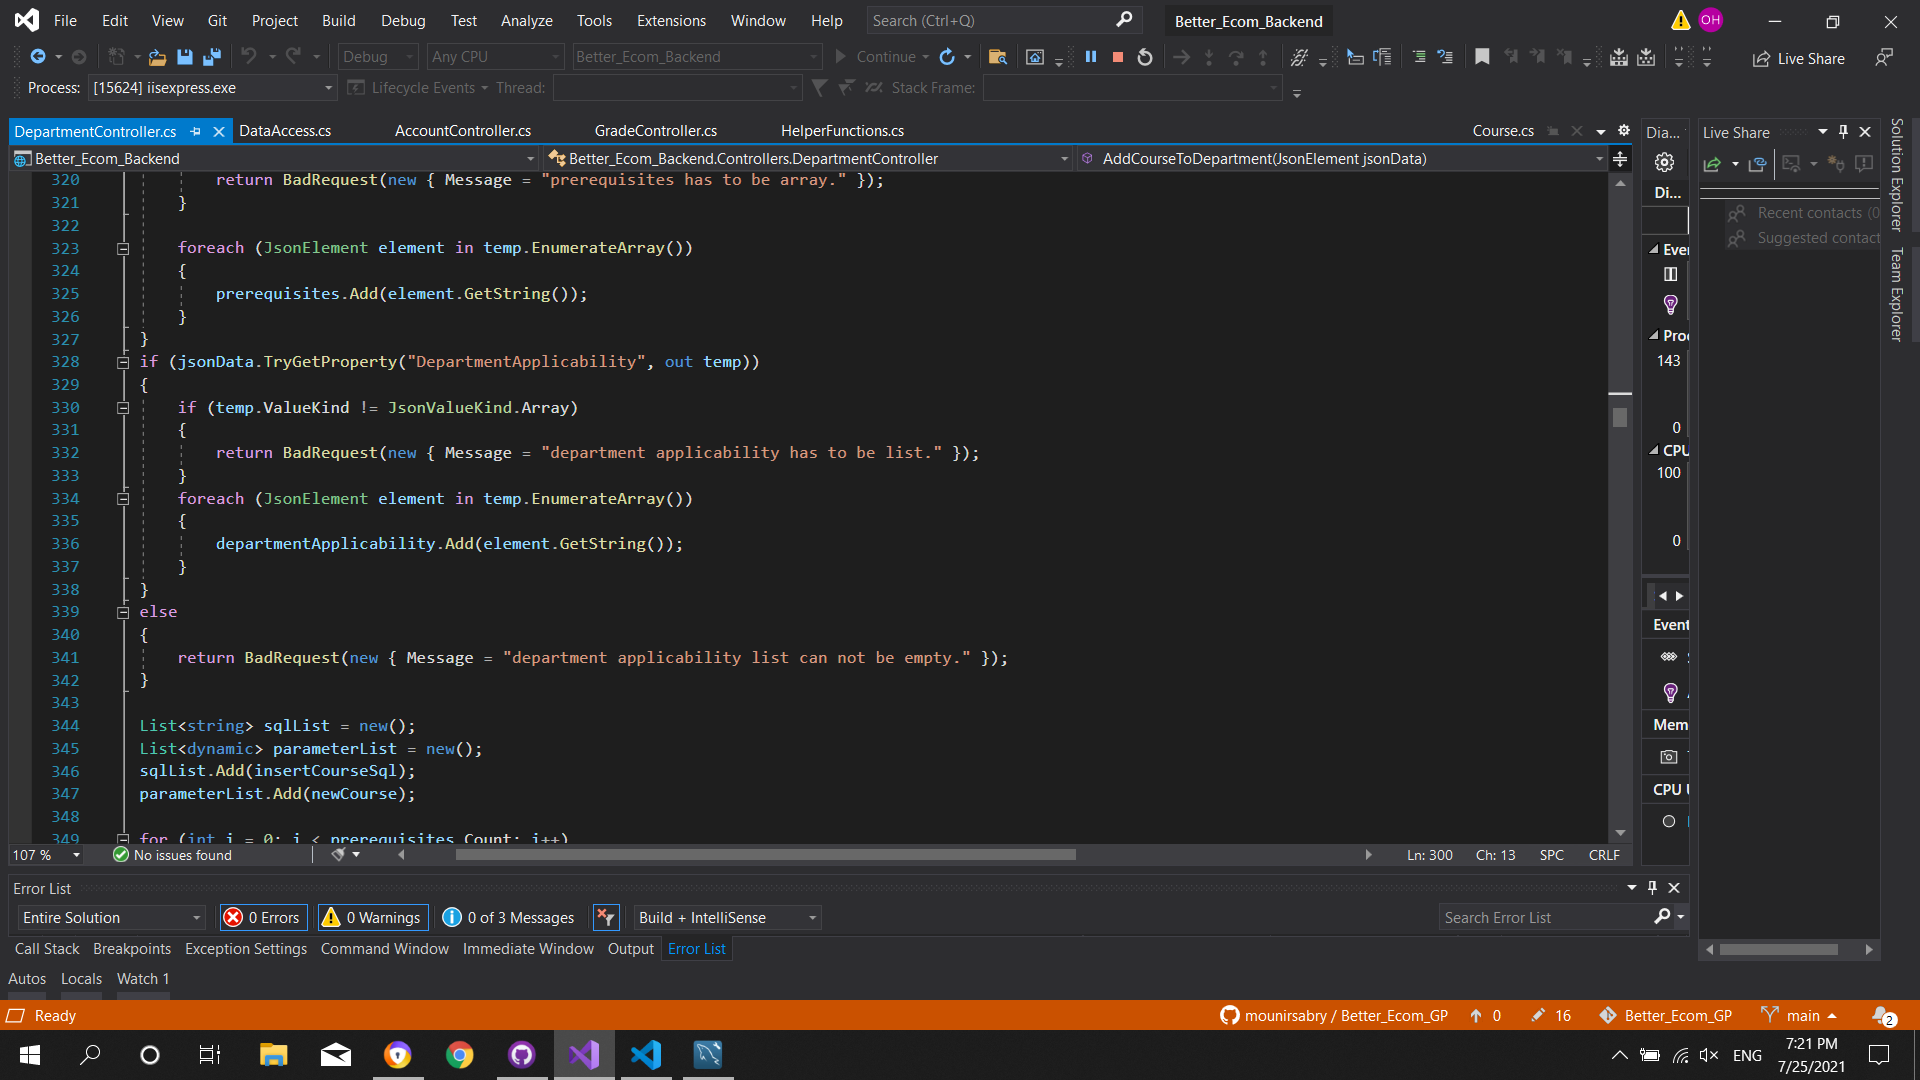 File Edit View Git Project Build Debug Test Analyze Tools Extensions Window Help Search (Ctrl+Q) Better_Ecom_Backend OH
Debug Any CPU Better_Ecom_Backend Continue Live Share
Process: [15624] iisexpress.exe Lifecycle Events Thread: Stack Frame:
DepartmentController.cs DataAccess.cs AccountController.cs GradeController.cs HelperFunctions.cs Course.cs
Better_Ecom_Backend Better_Ecom_Backend.Controllers.DepartmentController AddCourseToDepartment(JsonElement jsonData)
320 return BadRequest(new { Message = "prerequisites has to be array." });
321 }
322
323 foreach (JsonElement element in temp.EnumerateArray())
324 {
325 prerequisites.Add(element.GetString());
326 }
327 }
328 if (jsonData.TryGetProperty("DepartmentApplicability", out temp))
329 {
330 if (temp.ValueKind != JsonValueKind.Array)
331 {
332 return BadRequest(new { Message = "department applicability has to be list." });
333 }
334 foreach (JsonElement element in temp.EnumerateArray())
335 {
336 departmentApplicability.Add(element.GetString());
337 }
338 }
339 else
340 {
341 return BadRequest(new { Message = "department applicability list can not be empty." });
342 }
343
344 List<string> sqlList = new();
345 List<dynamic> parameterList = new();
346 sqlList.Add(insertCourseSql);
347 parameterList.Add(newCourse);
348
349 for (int i = 0; i < prerequisites.Count; i++)
107 % No issues found Ln: 300 Ch: 13 SPC CRLF
Dia...
Di...
Eve
Pro
143
0
CPU
100
0
Event
Mem
CPU
Live Share
Recent contacts (0
Suggested contact
Solution Explorer
Team Explorer
Error List
Entire Solution 0 Errors 0 Warnings 0 of 3 Messages Build + IntelliSense Search Error List
Call Stack Breakpoints Exception Settings Command Window Immediate Window Output Error List
Autos Locals Watch 1
Ready mounirsabry / Better_Ecom_GP 0 16 Better_Ecom_GP main 2
ENG 7:21 PM
7/25/2021